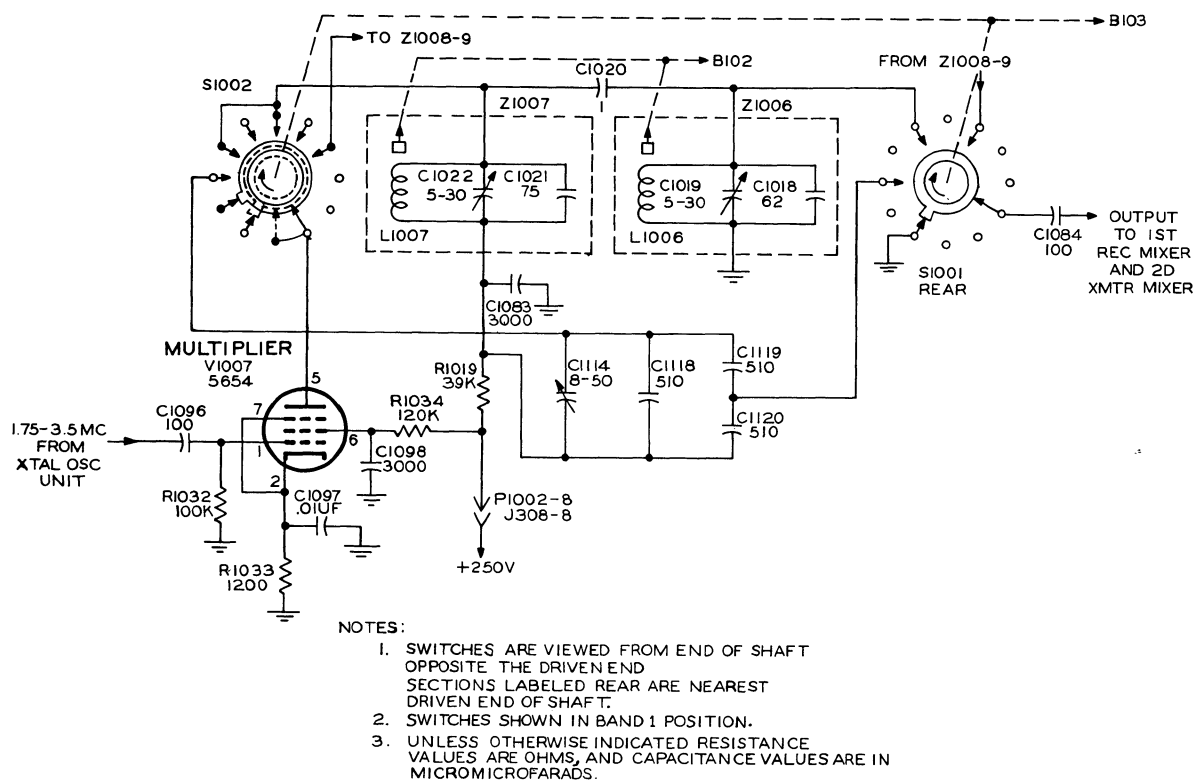 B103
TO Z1008-9
B102
C1020
FROM Z1008-9
S1002
Z1007
Z1006
C1022
5-30
C1021
75
C1019
5-30
C1018
62
L1007
L1006
C1084
100
OUTPUT
TO 1ST
REC MIXER
AND 2D
XMTR MIXER
S1001
REAR
C1083
3000
MULTIPLIER
V1007
5654
5
R1019
39K
C1114
8-50
C1118
510
C1119
510
C1120
510
R1034
120K
7
6
1
2
C1096
100
1.75-3.5 MC
FROM
XTAL OSC
UNIT
C1098
3000
R1032
100K
C1097
.01UF
P1002-8
J308-8
R1033
1200
+250V
NOTES:
1. SWITCHES ARE VIEWED FROM END OF SHAFT
OPPOSITE THE DRIVEN END
SECTIONS LABELED REAR ARE NEAREST
DRIVEN END OF SHAFT.
2. SWITCHES SHOWN IN BAND 1 POSITION.
3. UNLESS OTHERWISE INDICATED RESISTANCE
VALUES ARE OHMS, AND CAPACITANCE VALUES ARE IN
MICROMICROFARADS.